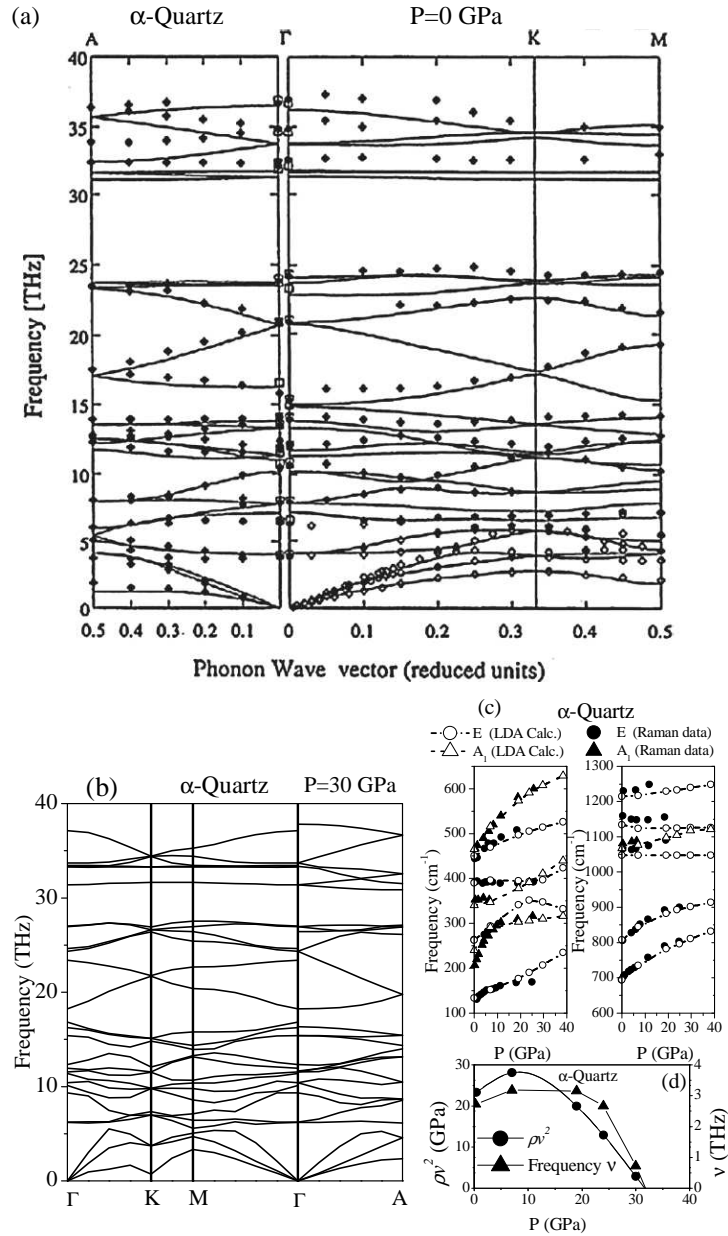 (a) α-Quartz P=0 GPa
A Γ K M
40
35
30
25
20
15
10
5
0
Frequency [THz]
0.5 0.4 0.3 0.2 0.1 0 0.1 0.2 0.3 0.4 0.5
Phonon Wave vector (reduced units)
(b) α-Quartz P=30 GPa
40
30
20
10
0
Frequency (THz)
Γ K M Γ A
(c) α-Quartz
E (LDA Calc.) E (Raman data)
A1 (LDA Calc.) A1 (Raman data)
600
500
400
300
200
100
Frequency (cm-1)
0 10 20 30 40
P (GPa)
1300
1200
1100
1000
900
800
700
600
Frequency (cm-1)
0 10 20 30 40
P (GPa)
α-Quartz (d)
30
20
10
0
ρv2 (GPa)
ρv2
Frequency ν
4
3
2
1
0
ν (THz)
0 10 20 30 40
P (GPa)